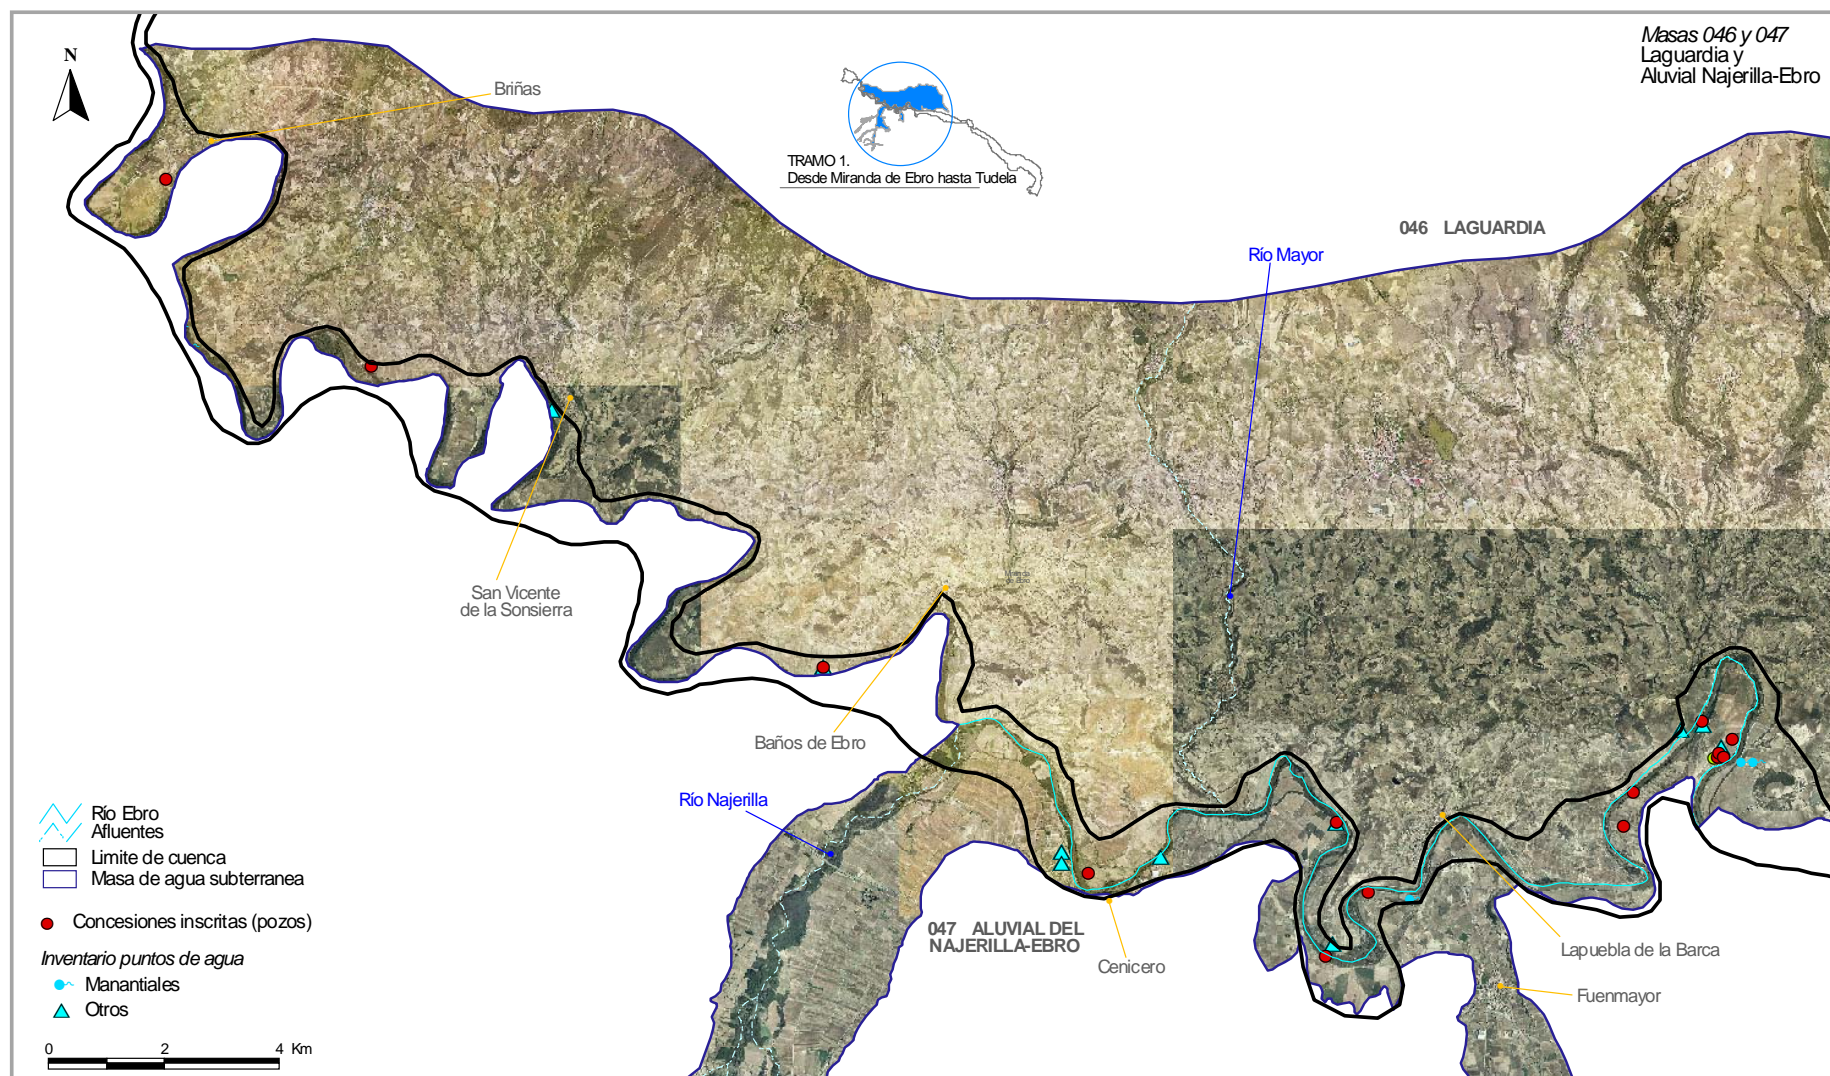 Masas 046 y 047
Laguardia y
Aluvial Najerilla-Ebro
N
Briñas
TRAMO 1.
Desde Miranda de Ebro hasta Tudela
046 LAGUARDIA
Río Mayor
San Vicente
de la Sonsierra
Baños de Ebro
Río Najerilla
047 ALUVIAL DEL
NAJERILLA-EBRO
Cenicero
Lapuebla de la Barca
Fuenmayor
Río Ebro
Afluentes
Limite de cuenca
Masa de agua subterranea
Concesiones inscritas (pozos)
Inventario puntos de agua
Manantiales
Otros
0 2 4 Km